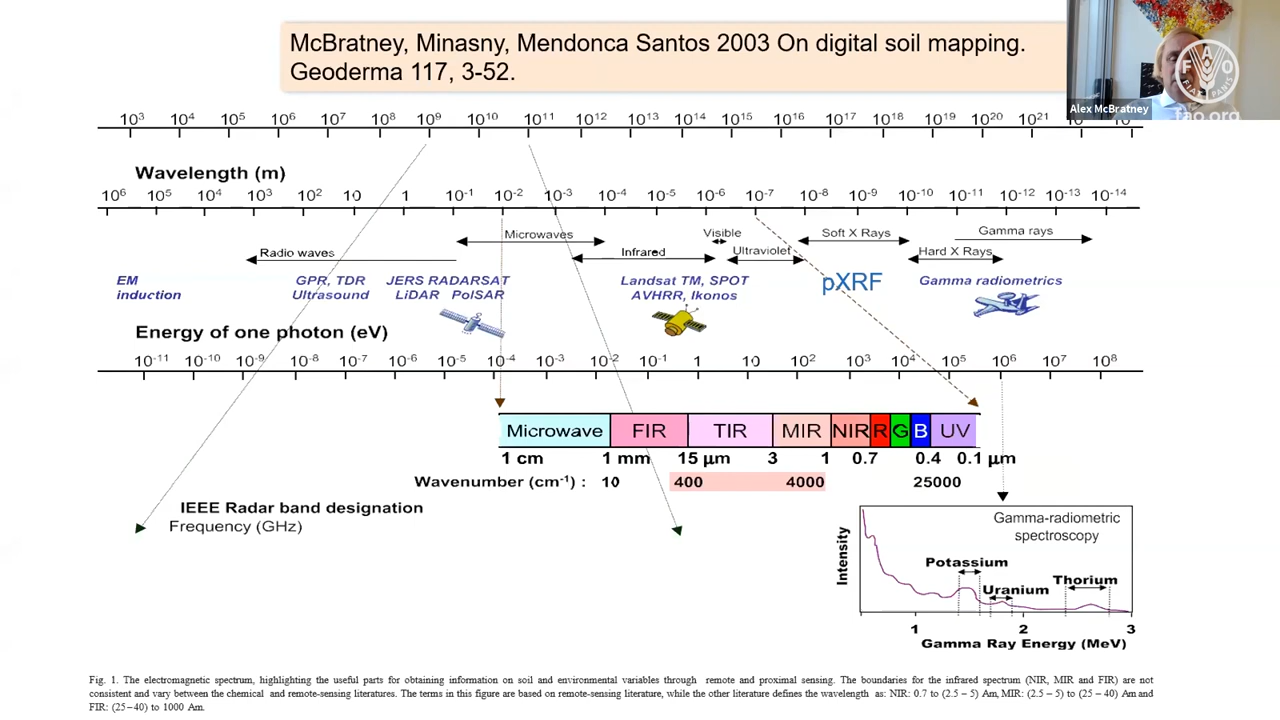 McBratney, Minasny, Mendonca Santos 2003 On digital soil mapping.
Geoderma 117, 3-52.
FAO
FIAT PANIS
Alex McBratney
fao.org
10³ 10⁴ 10⁵ 10⁶ 10⁷ 10⁸ 10⁹ 10¹⁰ 10¹¹ 10¹² 10¹³ 10¹⁴ 10¹⁵ 10¹⁶ 10¹⁷ 10¹⁸ 10¹⁹ 10²⁰ 10²¹
Wavelength (m)
10⁶ 10⁵ 10⁴ 10³ 10² 10 1 10⁻¹ 10⁻² 10⁻³ 10⁻⁴ 10⁻⁵ 10⁻⁶ 10⁻⁷ 10⁻⁸ 10⁻⁹ 10⁻¹⁰ 10⁻¹¹ 10⁻¹² 10⁻¹³ 10⁻¹⁴
Microwaves Visible Soft X Rays Gamma rays
Radio waves Infrared Ultraviolet Hard X Rays
EM induction
GPR, TDR
Ultrasound
JERS RADARSAT
LiDAR PolSAR
Landsat TM, SPOT
AVHRR, Ikonos
pXRF
Gamma radiometrics
Energy of one photon (eV)
10⁻¹¹ 10⁻¹⁰ 10⁻⁹ 10⁻⁸ 10⁻⁷ 10⁻⁶ 10⁻⁵ 10⁻⁴ 10⁻² 10⁻¹ 1 10 10² 10³ 10⁴ 10⁵ 10⁶ 10⁸
Microwave FIR TIR MIR NIR R G B UV
1 cm 1 mm 15 µm 3 1 0.7 0.4 0.1 µm
Wavenumber (cm⁻¹) : 10 400 4000 25000
IEEE Radar band designation
Frequency (GHz)
Gamma-radiometric
spectroscopy
Intensity
Potassium
Uranium
Thorium
1 2 3
Gamma Ray Energy (MeV)
Fig. 1. The electromagnetic spectrum, highlighting the useful parts for obtaining information on soil and environmental variables through remote and proximal sensing. The boundaries for the infrared spectrum (NIR, MIR and FIR) are not
consistent and vary between the chemical and remote-sensing literatures. The terms in this figure are based on remote-sensing literature, while the other literature defines the wavelength as: NIR: 0.7 to (2.5 – 5) Am, MIR: (2.5 – 5) to (25 – 40) Am and
FIR: (25 – 40) to 1000 Am.